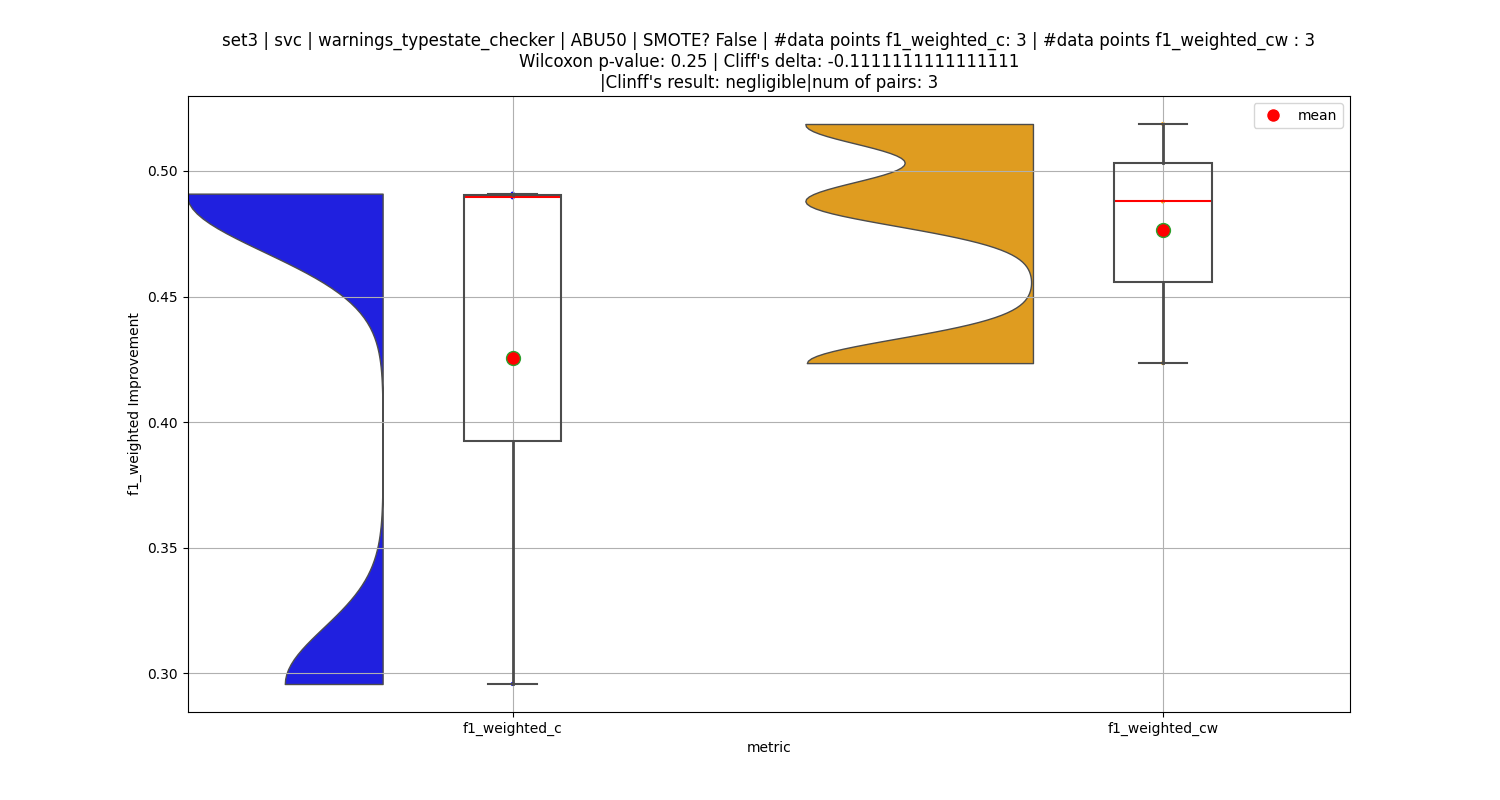 set3 | svc | warnings_typestate_checker | ABU50 | SMOTE? False | #data points f1_weighted_c: 3 | #data points f1_weighted_cw : 3
Wilcoxon p-value: 0.25 | Cliff's delta: -0.1111111111111111
|Clinff's result: negligible|num of pairs: 3
mean
0.50
0.45
0.40
0.35
0.30
f1_weighted Improvement
f1_weighted_c
f1_weighted_cw
metric